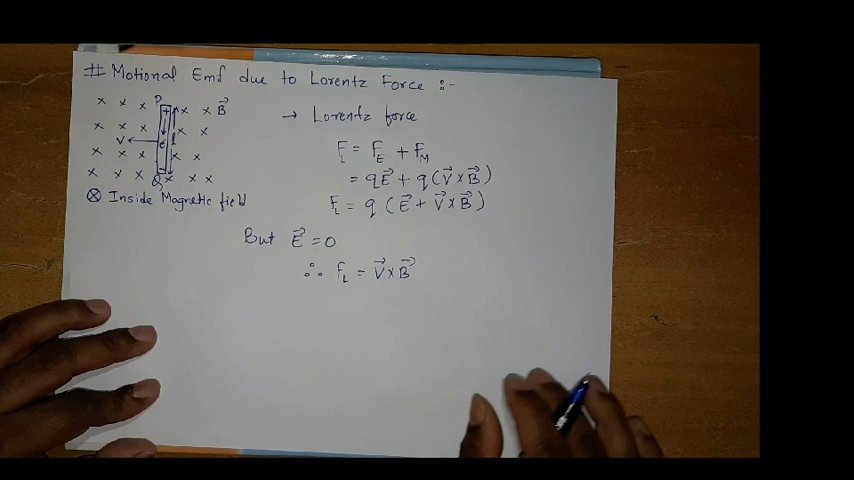 # Motional Emf due to Lorentz Force :-
x x x P + x x B⃗
x x x x x
V ← e l
x x x x x
x x x Q x x x
⊗ Inside Magnetic field
→ Lorentz force
F_L = F_E + F_M
= qE⃗ + q(V⃗ x B⃗)
F_L = q (E⃗ + V⃗ x B⃗)
But E⃗ = 0
∴ F_L = V⃗ x B⃗